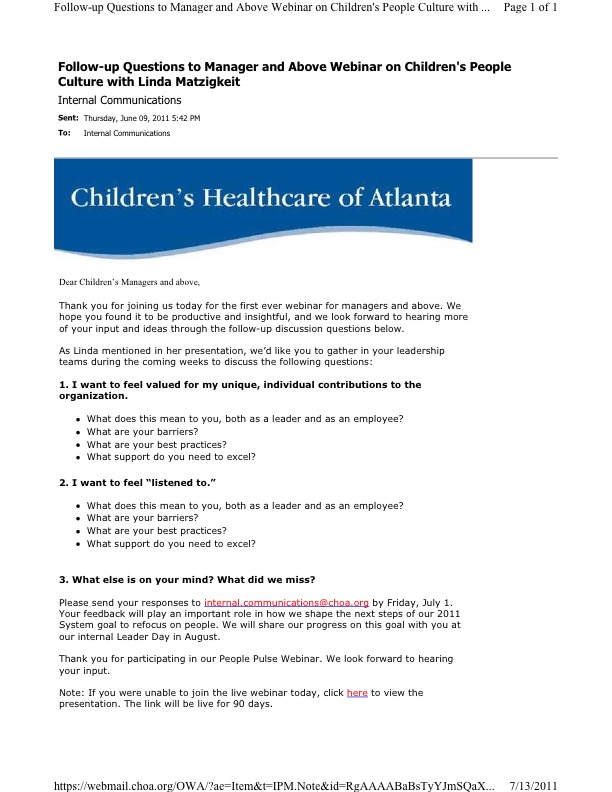 Follow-up Questions to Manager and Above Webinar on Children's People Culture with ... Page 1 of 1
Follow-up Questions to Manager and Above Webinar on Children's People
Culture with Linda Matzigkeit
Internal Communications
Sent: Thursday, June 09, 2011 5:42 PM
To: Internal Communications
Children's Healthcare of Atlanta
Dear Children's Managers and above,
Thank you for joining us today for the first ever webinar for managers and above. We
hope you found it to be productive and insightful, and we look forward to hearing more
of your input and ideas through the follow-up discussion questions below.
As Linda mentioned in her presentation, we'd like you to gather in your leadership
teams during the coming weeks to discuss the following questions:
1. I want to feel valued for my unique, individual contributions to the
organization.
• What does this mean to you, both as a leader and as an employee?
• What are your barriers?
• What are your best practices?
• What support do you need to excel?
2. I want to feel “listened to.”
• What does this mean to you, both as a leader and as an employee?
• What are your barriers?
• What are your best practices?
• What support do you need to excel?
3. What else is on your mind? What did we miss?
Please send your responses to internal.communications@choa.org by Friday, July 1.
Your feedback will play an important role in how we shape the next steps of our 2011
System goal to refocus on people. We will share our progress on this goal with you at
our internal Leader Day in August.
Thank you for participating in our People Pulse Webinar. We look forward to hearing
your input.
Note: If you were unable to join the live webinar today, click here to view the
presentation. The link will be live for 90 days.
https://webmail.choa.org/OWA/?ae=Item&t=IPM.Note&id=RgAAAABaBsTyYJmSQaX... 7/13/2011